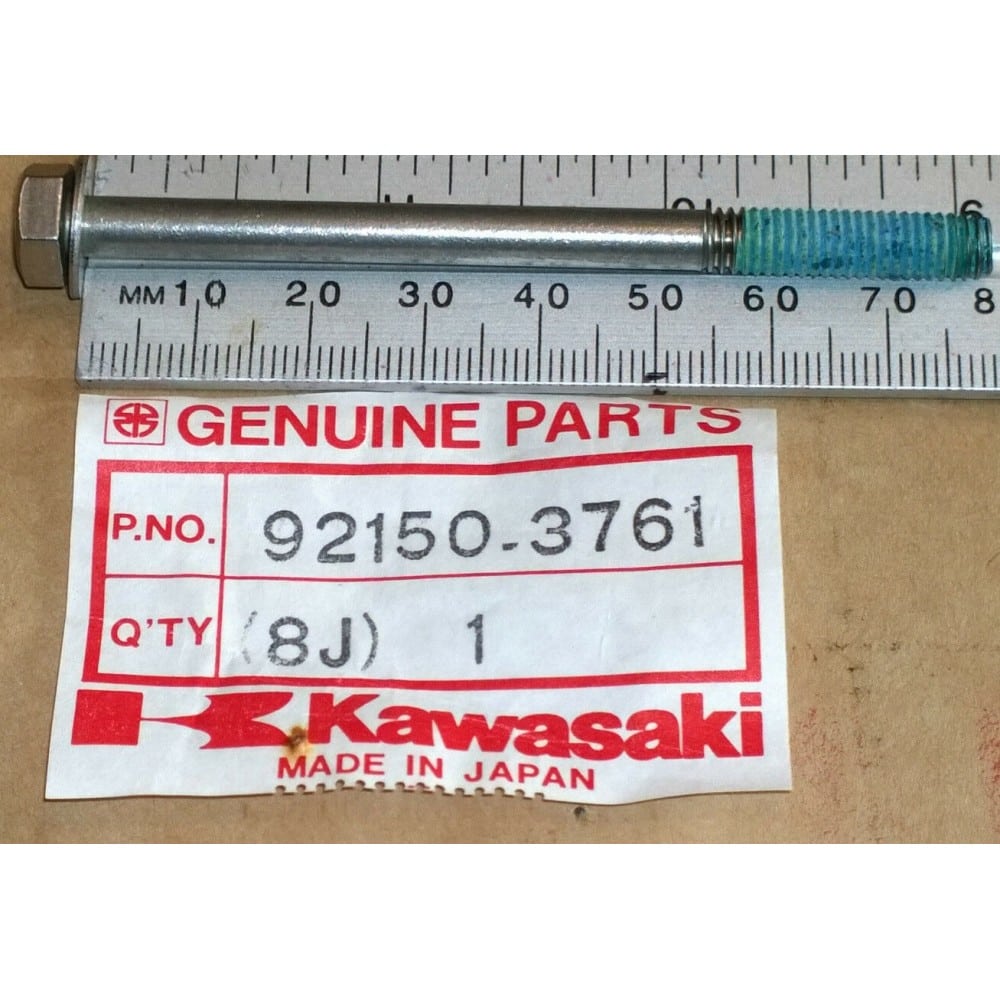 MM 10 20 30 40 50 60 70 8
GENUINE PARTS
P.NO. 92150-3761
Q'TY (8J) 1
Kawasaki
MADE IN JAPAN